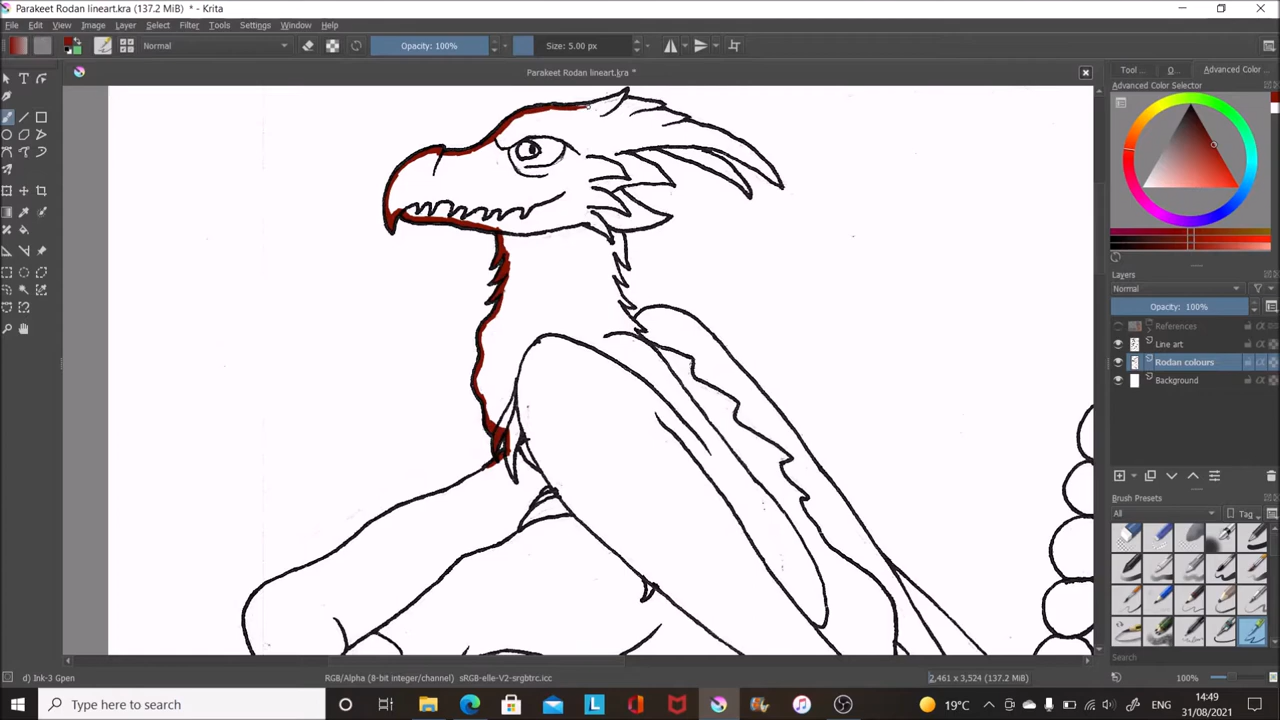 Parakeet Rodan lineart.kra (137.2 MiB) * - Krita
File Edit View Image Layer Select Filter Tools Settings Window Help
Normal Opacity: 100% Size: 5.00 px
Parakeet Rodan lineart.kra *
Tool ... O... Advanced Color ...
Advanced Color Selector
Layers
Normal
Opacity: 100%
References
Line art
Rodan colours
Background
Brush Presets
All Tag
Search
d) Ink-3 Gpen RGB/Alpha (8-bit integer/channel) sRGB-elle-V2-srgbtrc.icc 2,461 x 3,524 (137.2 MiB) 100%
Type here to search 19°C ENG 14:49
31/08/2021